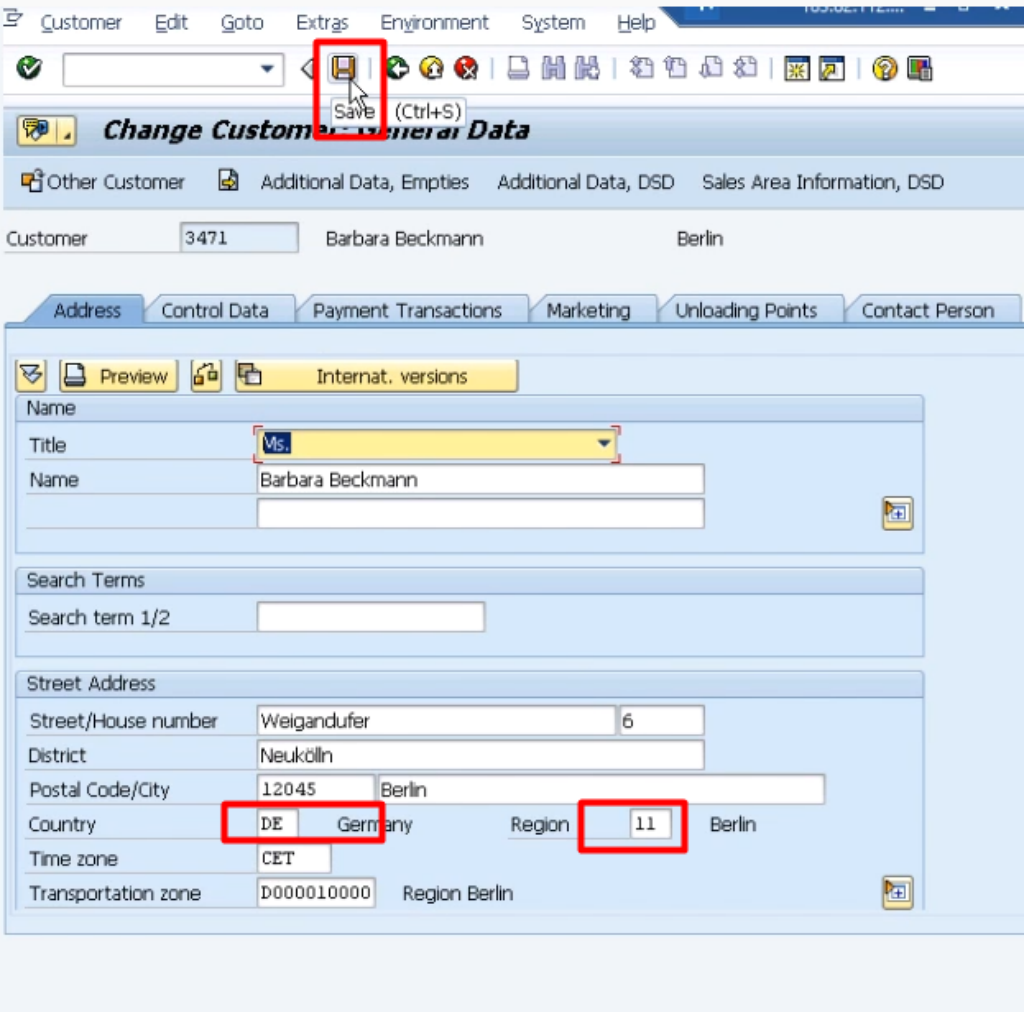 Customer Edit Goto Extras Environment System Help
Save (Ctrl+S)
Change Customer: General Data
Other Customer Additional Data, Empties Additional Data, DSD Sales Area Information, DSD
Customer 3471 Barbara Beckmann Berlin
Address Control Data Payment Transactions Marketing Unloading Points Contact Person
Preview Internat. versions
Name
Title Ms.
Name Barbara Beckmann
Search Terms
Search term 1/2
Street Address
Street/House number Weigandufer 6
District Neukölln
Postal Code/City 12045 Berlin
Country DE Germany Region 11 Berlin
Time zone CET
Transportation zone D000010000 Region Berlin